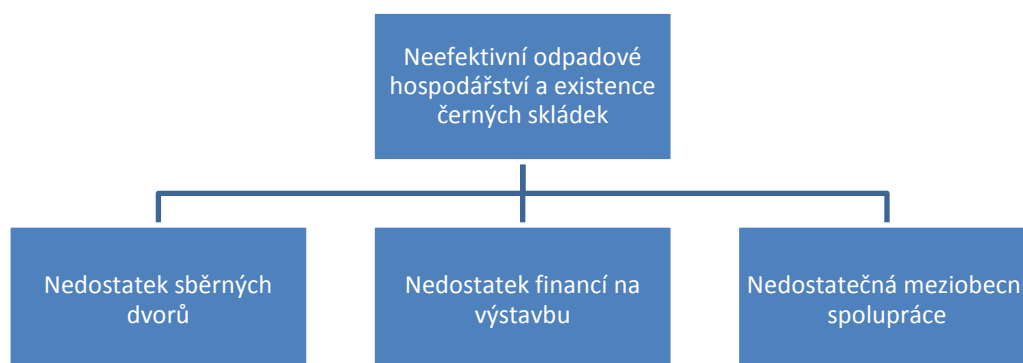 Neefektivní odpadové
hospodářství a existence
černých skládek
Nedostatek sběrných
dvorů
Nedostatek financí na
výstavbu
Nedostatečná meziobecn
spolupráce